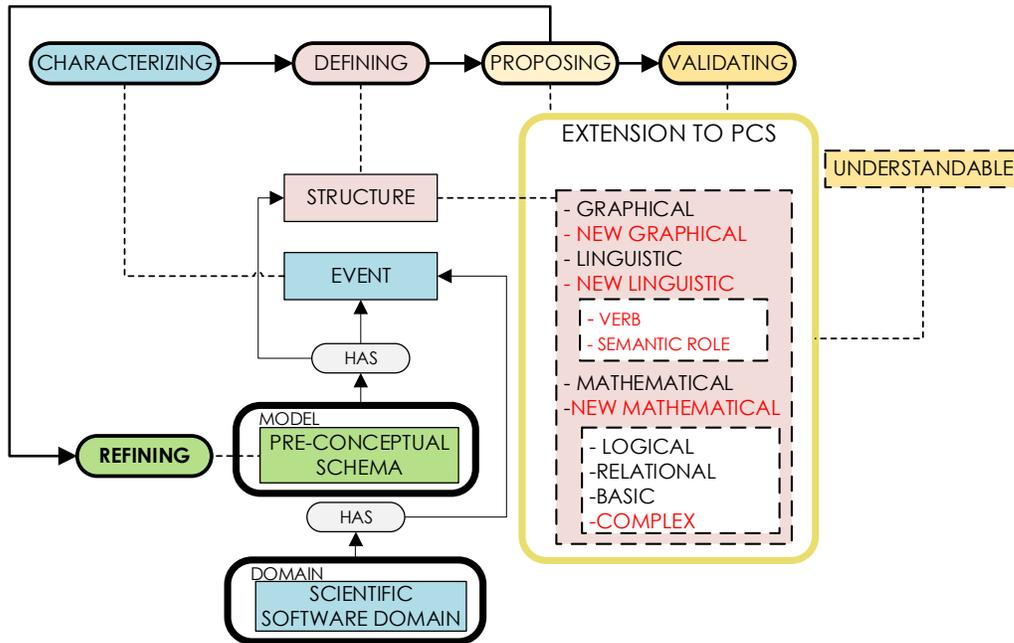 CHARACTERIZING
DEFINING
PROPOSING
VALIDATING
EXTENSION TO PCS
UNDERSTANDABLE
STRUCTURE
- GRAPHICAL
- NEW GRAPHICAL
- LINGUISTIC
- NEW LINGUISTIC
- VERB
- SEMANTIC ROLE
- MATHEMATICAL
-NEW MATHEMATICAL
- LOGICAL
-RELATIONAL
-BASIC
-COMPLEX
EVENT
HAS
MODEL
PRE-CONCEPTUAL
SCHEMA
REFINING
HAS
DOMAIN
SCIENTIFIC
SOFTWARE DOMAIN